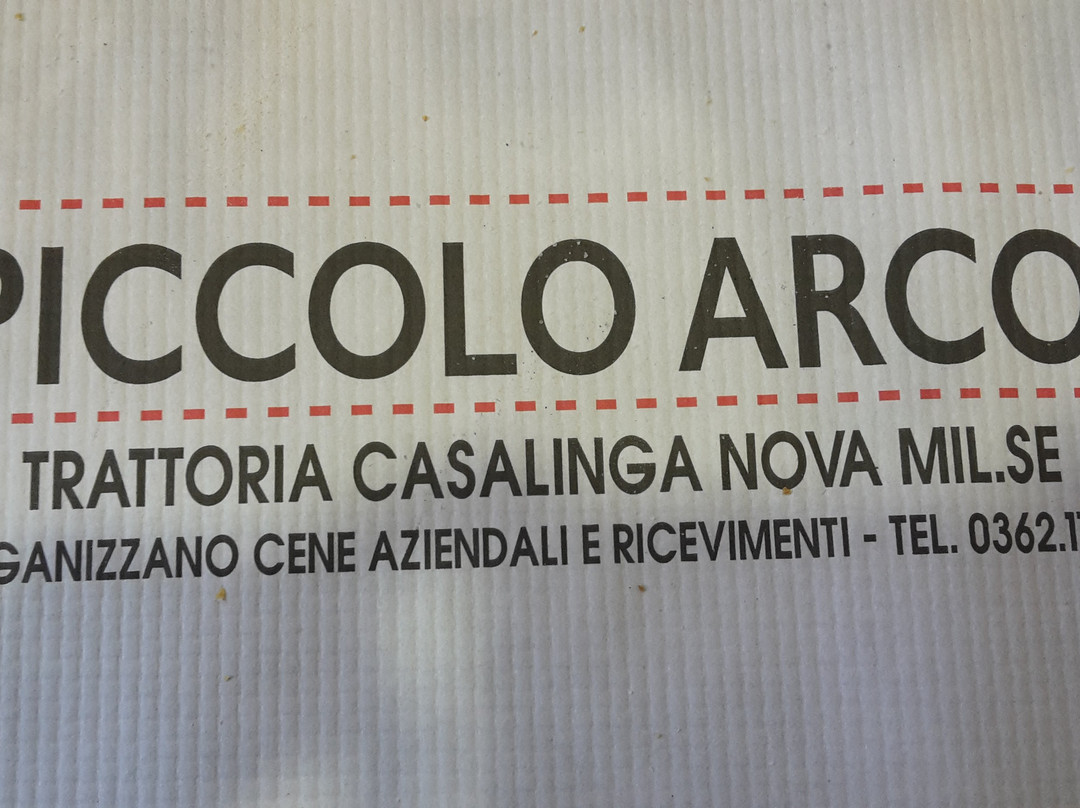 PICCOLO ARCO
TRATTORIA CASALINGA NOVA MIL.SE
GANIZZANO CENE AZIENDALI E RICEVIMENTI - TEL. 0362.1